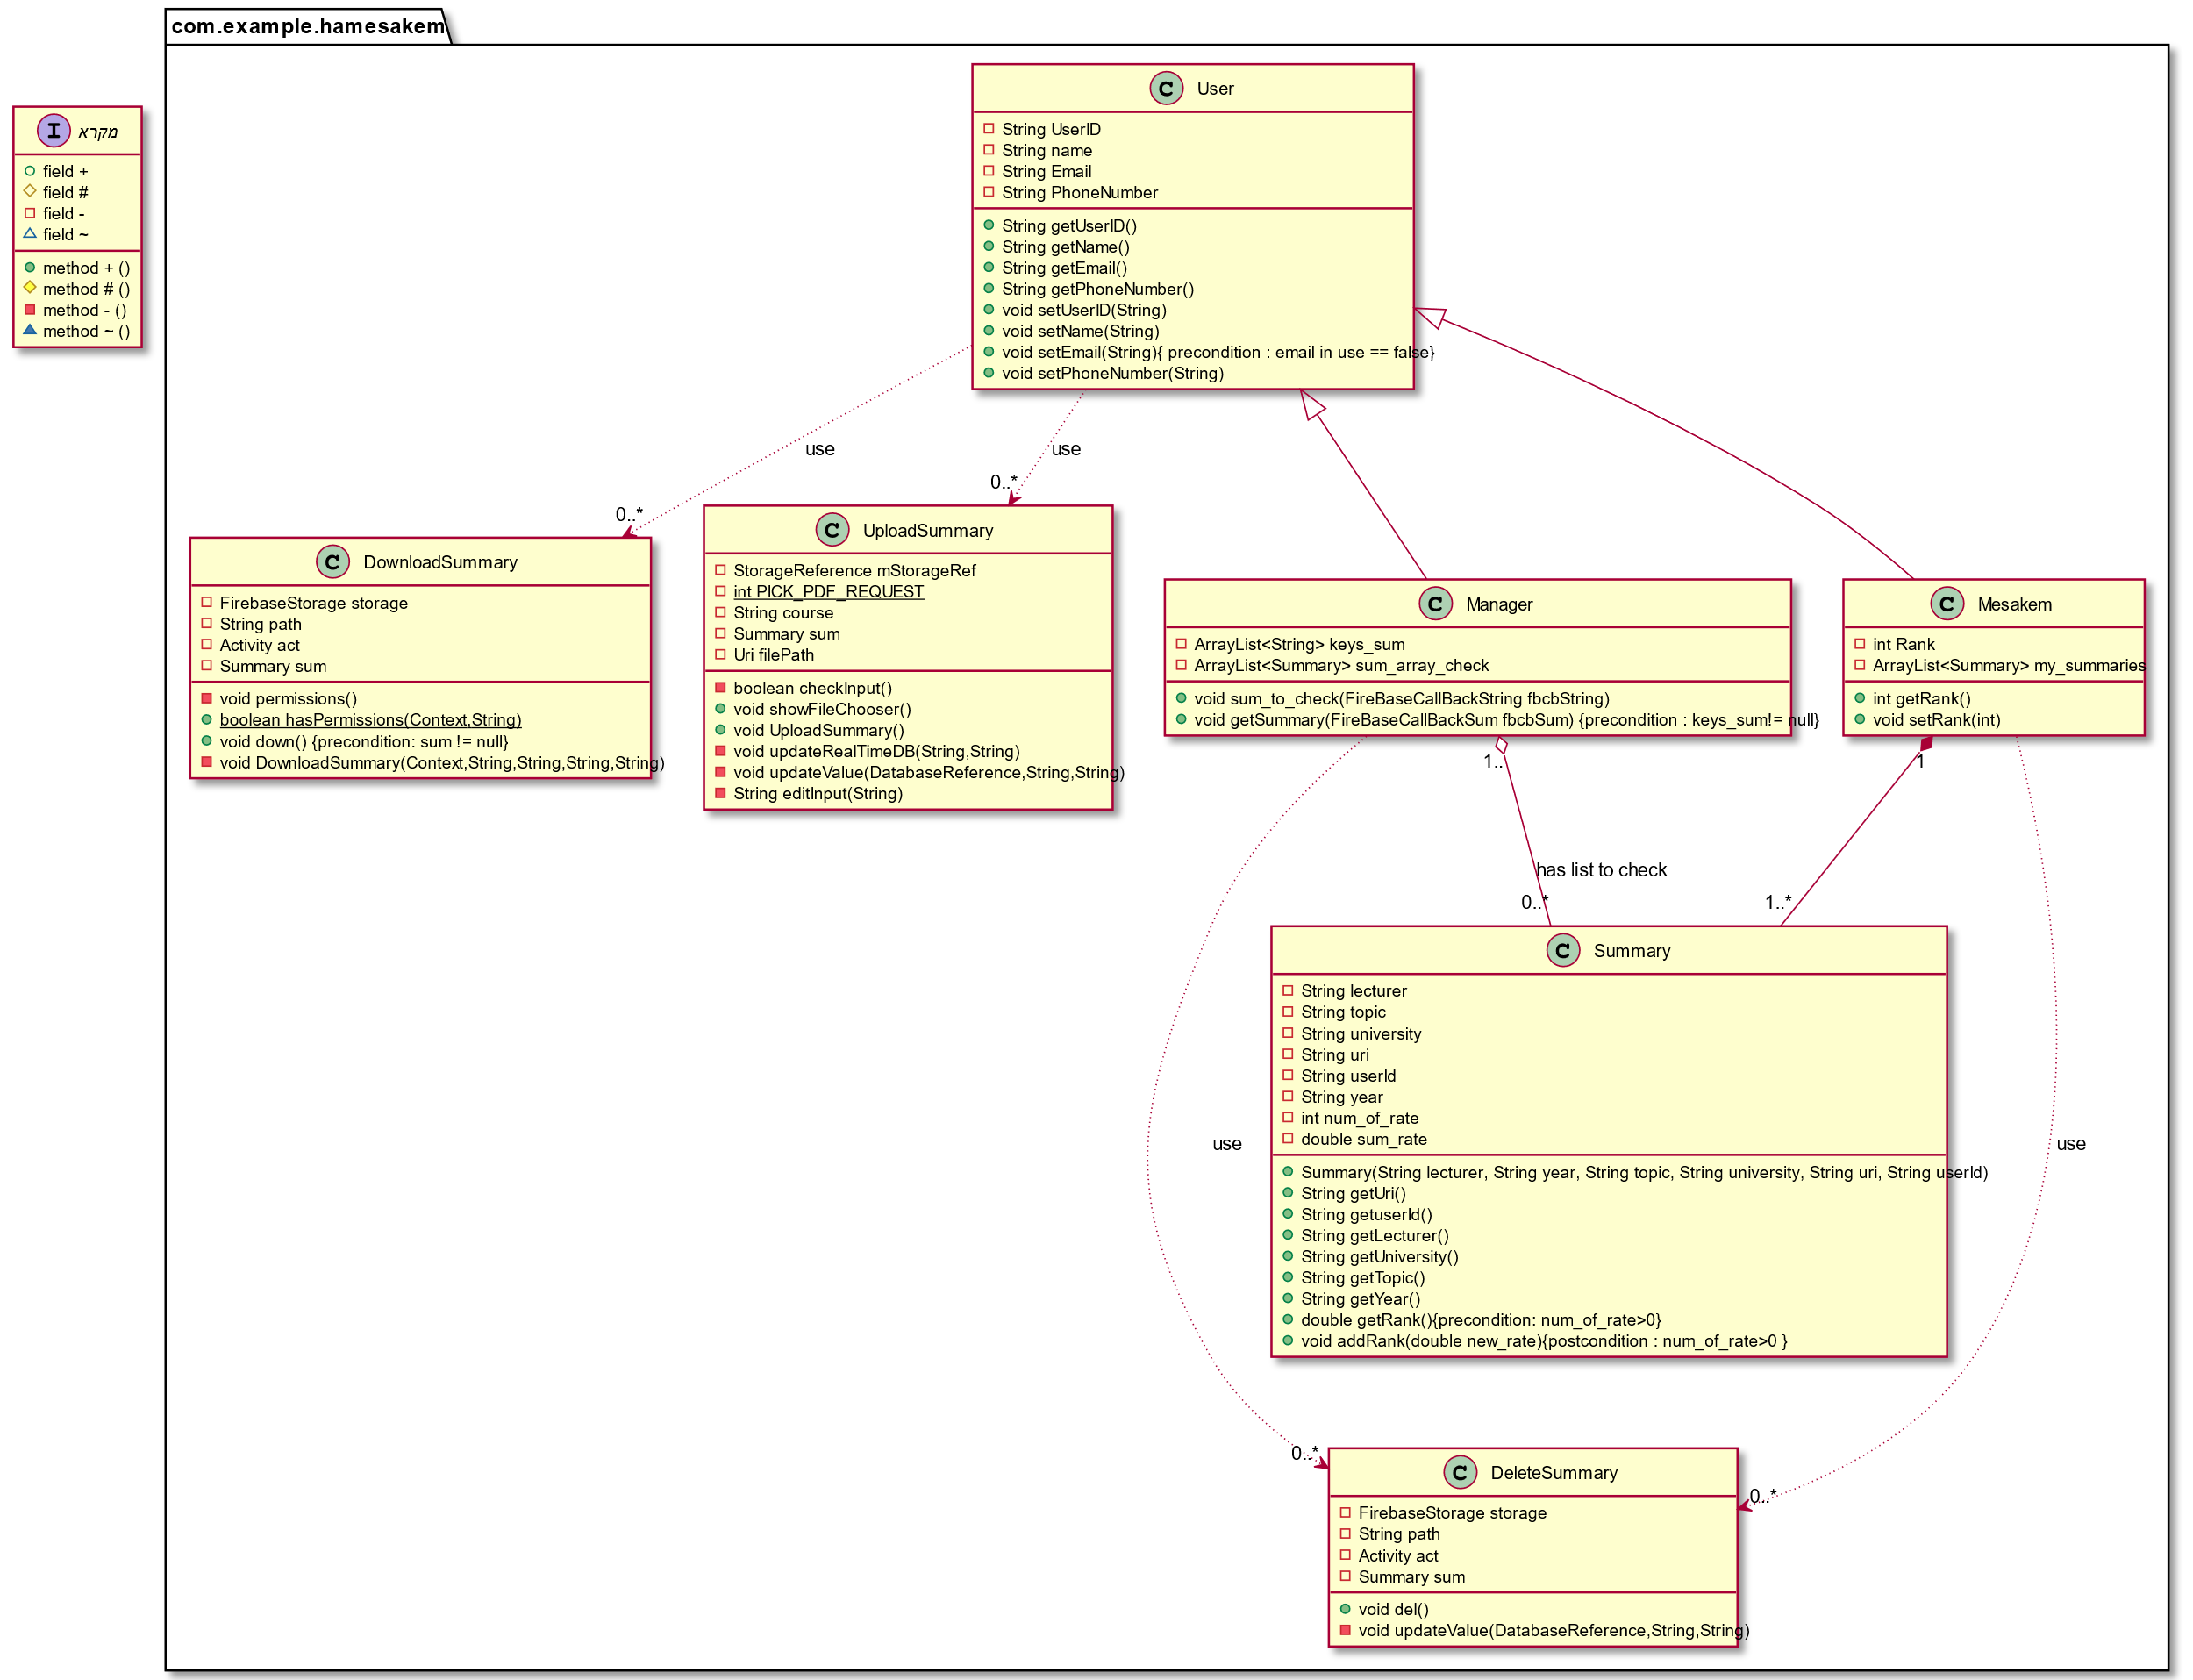 com.example.hamesakem
מקרא
field +
field #
field -
field ~
method + ()
method # ()
method - ()
method ~ ()
User
String UserID
String name
String Email
String PhoneNumber
String getUserID()
String getName()
String getEmail()
String getPhoneNumber()
void setUserID(String)
void setName(String)
void setEmail(String){ precondition : email in use == false}
void setPhoneNumber(String)
use
use
0..*
0..*
DownloadSummary
FirebaseStorage storage
String path
Activity act
Summary sum
void permissions()
boolean hasPermissions(Context,String)
void down() {precondition: sum != null}
void DownloadSummary(Context,String,String,String,String)
UploadSummary
StorageReference mStorageRef
int PICK_PDF_REQUEST
String course
Summary sum
Uri filePath
boolean checkInput()
void showFileChooser()
void UploadSummary()
void updateRealTimeDB(String,String)
void updateValue(DatabaseReference,String,String)
String editInput(String)
Manager
ArrayList<String> keys_sum
ArrayList<Summary> sum_array_check
void sum_to_check(FireBaseCallBackString fbcbString)
void getSummary(FireBaseCallBackSum fbcbSum) {precondition : keys_sum!= null}
Mesakem
int Rank
ArrayList<Summary> my_summaries
int getRank()
void setRank(int)
1..
1
has list to check
0..*
1..*
Summary
String lecturer
String topic
String university
String uri
String userId
String year
int num_of_rate
double sum_rate
Summary(String lecturer, String year, String topic, String university, String uri, String userId)
String getUri()
String getuserId()
String getLecturer()
String getUniversity()
String getTopic()
String getYear()
double getRank(){precondition: num_of_rate>0}
void addRank(double new_rate){postcondition : num_of_rate>0 }
use
use
0..*
0..*
DeleteSummary
FirebaseStorage storage
String path
Activity act
Summary sum
void del()
void updateValue(DatabaseReference,String,String)